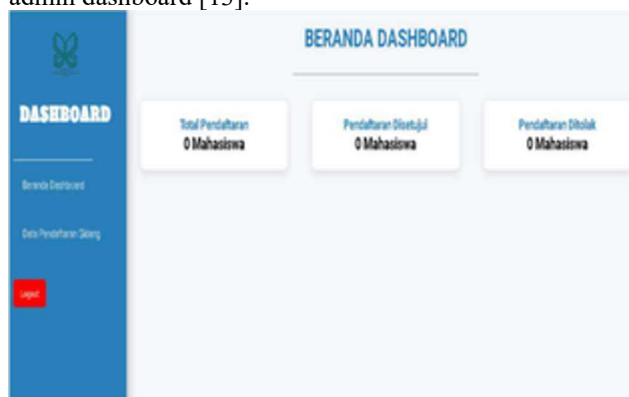 admin dashboard [15].
BERANDA DASHBOARD
DASHBOARD
Total Pendaftaran
0 Mahasiswa
Pendaftaran Disetujui
0 Mahasiswa
Pendaftaran Ditolak
0 Mahasiswa
Beranda Dashboard
Data Pendaftaran Sidang
Logout